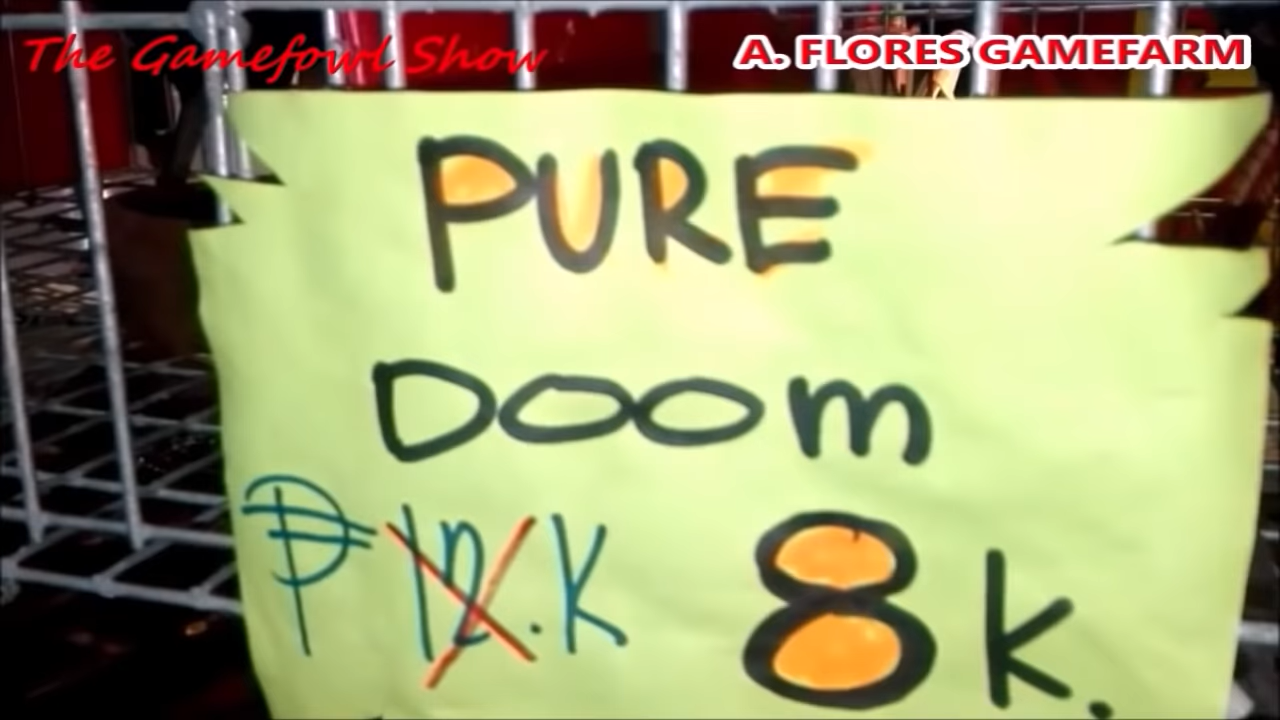 The Gamefowl Show
A. FLORES GAMEFARM
PURE
DOOM
₱12.K 8K.